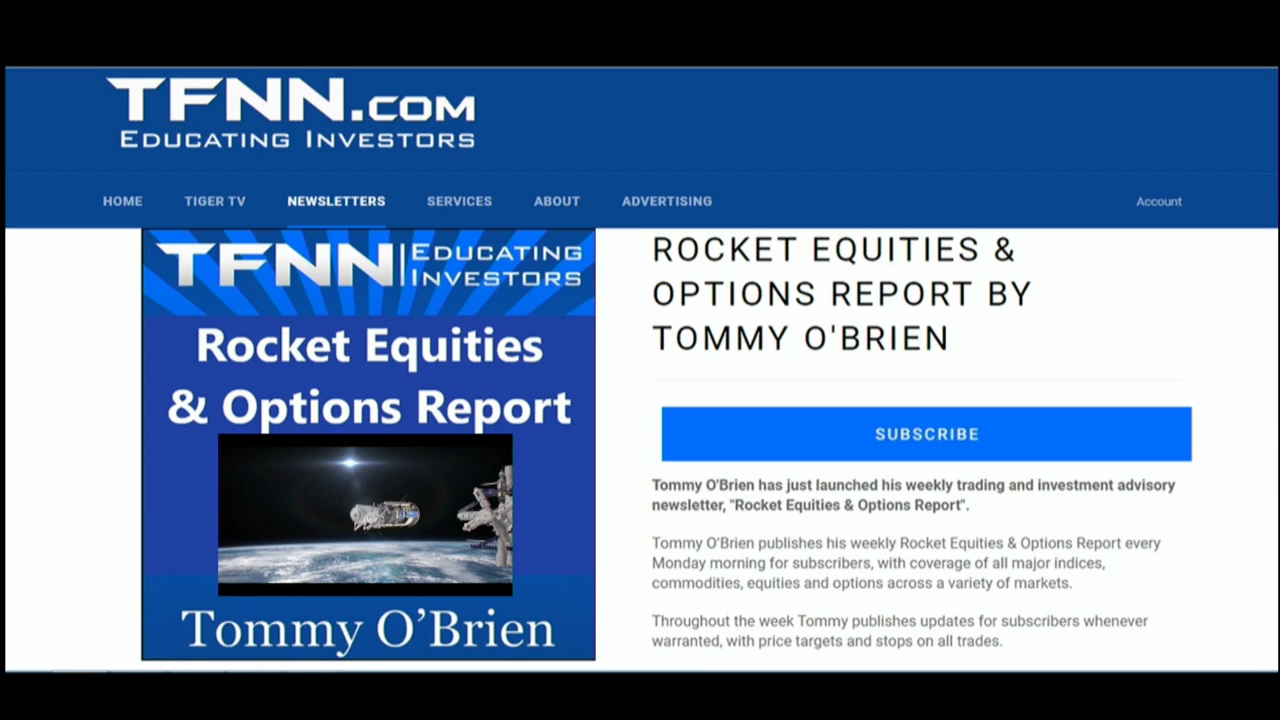 TFNN.COM
EDUCATING INVESTORS
HOME TIGER TV NEWSLETTERS SERVICES ABOUT ADVERTISING Account
TFNN EDUCATING INVESTORS
Rocket Equities
& Options Report
Tommy O’Brien
ROCKET EQUITIES &
OPTIONS REPORT BY
TOMMY O'BRIEN
SUBSCRIBE
Tommy O'Brien has just launched his weekly trading and investment advisory
newsletter, "Rocket Equities & Options Report".
Tommy O'Brien publishes his weekly Rocket Equities & Options Report every
Monday morning for subscribers, with coverage of all major indices,
commodities, equities and options across a variety of markets.
Throughout the week Tommy publishes updates for subscribers whenever
warranted, with price targets and stops on all trades.